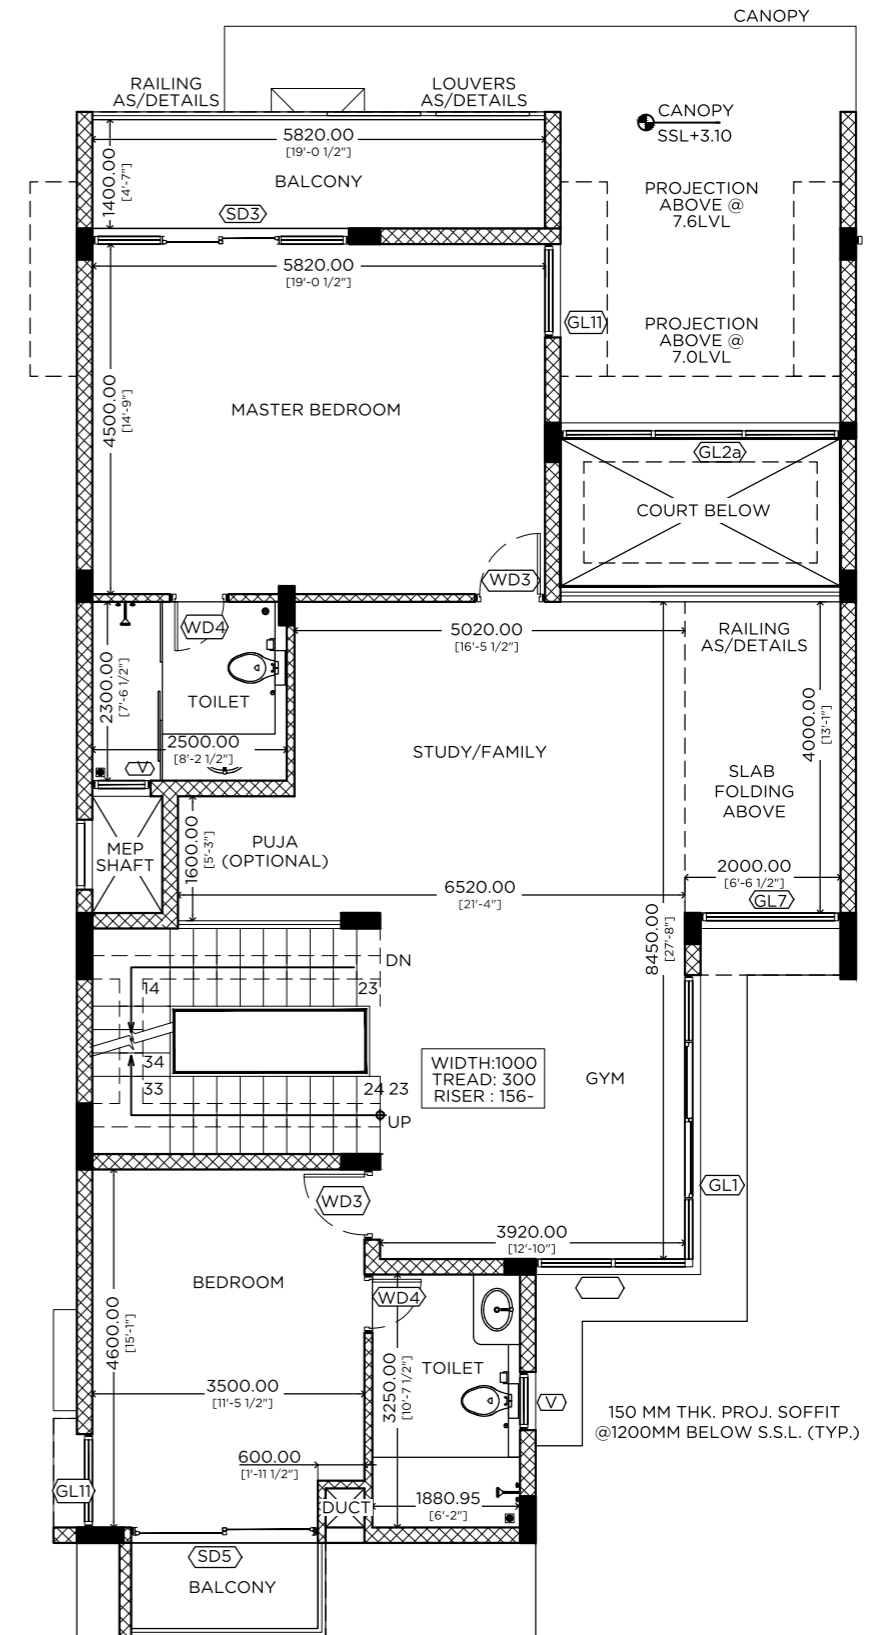 CANOPY
RAILING
AS/DETAILS
LOUVERS
AS/DETAILS
CANOPY
SSL+3.10
5820.00
[19'-0 1/2"]
1400.00
[4'-7"]
BALCONY
SD3
PROJECTION
ABOVE @
7.6LVL
5820.00
[19'-0 1/2"]
GL11
PROJECTION
ABOVE @
7.0LVL
4500.00
[14'-9"]
MASTER BEDROOM
GL2a
COURT BELOW
WD3
WD4
5020.00
[16'-5 1/2"]
RAILING
AS/DETAILS
2300.00
[7'-6 1/2"]
TOILET
2500.00
[8'-2 1/2"]
V
STUDY/FAMILY
4000.00
[13'-1"]
SLAB
FOLDING
ABOVE
MEP
SHAFT
1600.00
[5'-3"]
PUJA
(OPTIONAL)
6520.00
[21'-4"]
2000.00
[6'-6 1/2"]
GL7
8450.00
[27'-8"]
DN
14
23
34
33
24 23
UP
WIDTH:1000
TREAD: 300
RISER : 156~
GYM
WD3
GL1
3920.00
[12'-10"]
BEDROOM
WD4
4600.00
[15'-1"]
TOILET
3500.00
[11'-5 1/2"]
3250.00
[10'-7 1/2"]
V
150 MM THK. PROJ. SOFFIT
@1200MM BELOW S.S.L. (TYP.)
600.00
[1'-11 1/2"]
GL11
DUCT
1880.95
[6'-2"]
SD5
BALCONY